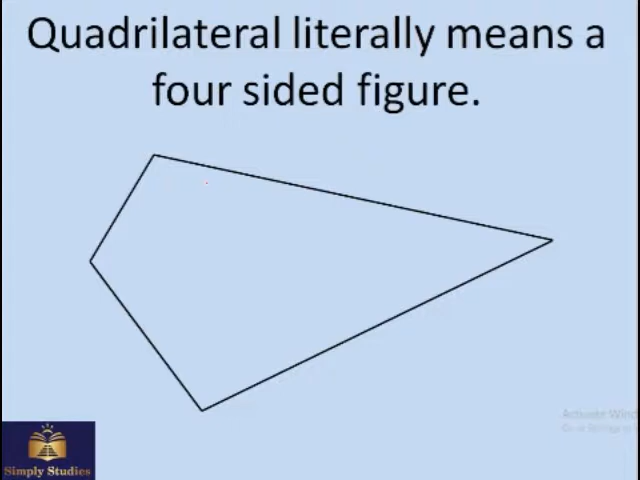 Quadrilateral literally means a
four sided figure.
Simply Studies